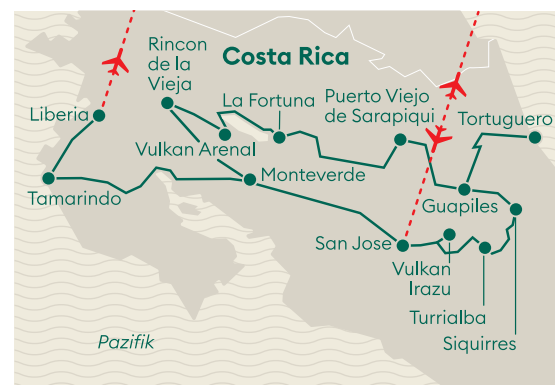 Rincon
de la
Vieja
Costa Rica
Liberia
La Fortuna
Puerto Viejo
de Sarapiqui
Tortuguero
Vulkan Arenal
Tamarindo
Monteverde
Guapiles
San Jose
Vulkan
Irazu
Turrialba
Siquirres
Pazifik